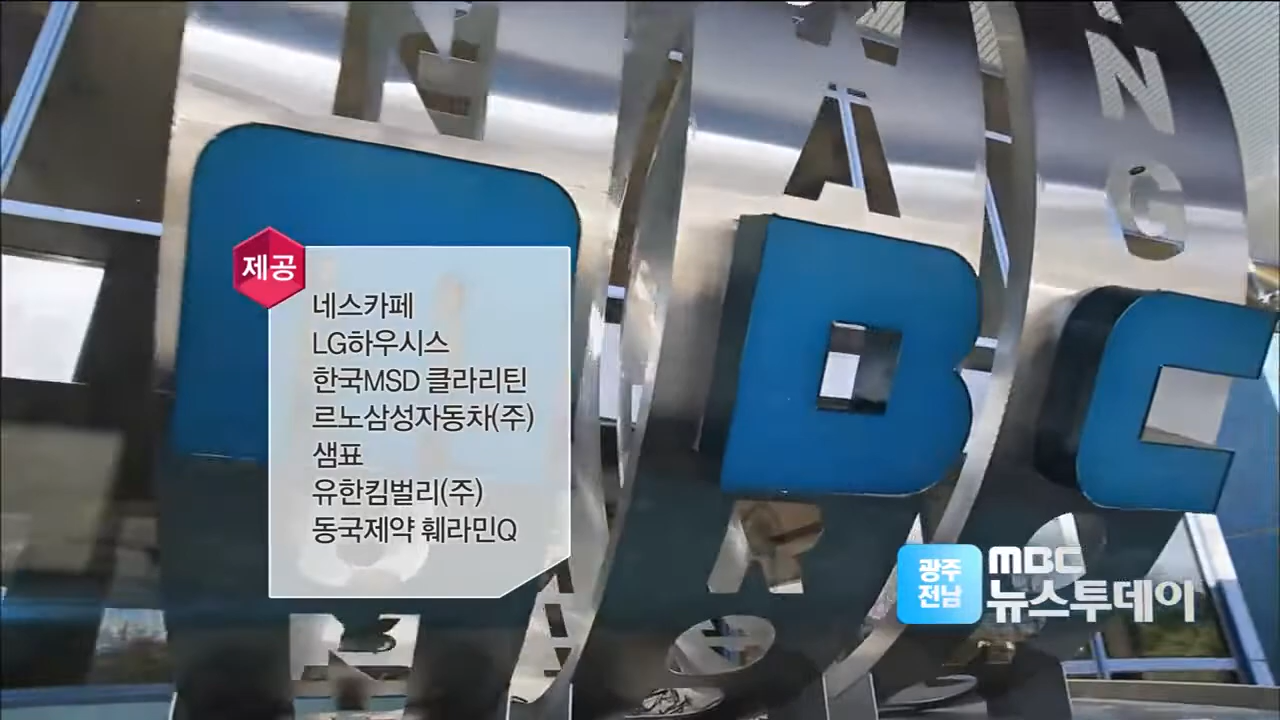 N
A
N
G
B
C
제공
네스카페
LG하우시스
한국MSD 클라리틴
르노삼성자동차(주)
샘표
유한킴벌리(주)
동국제약 훼라민Q
R
광주
전남
mbc
뉴스투데이